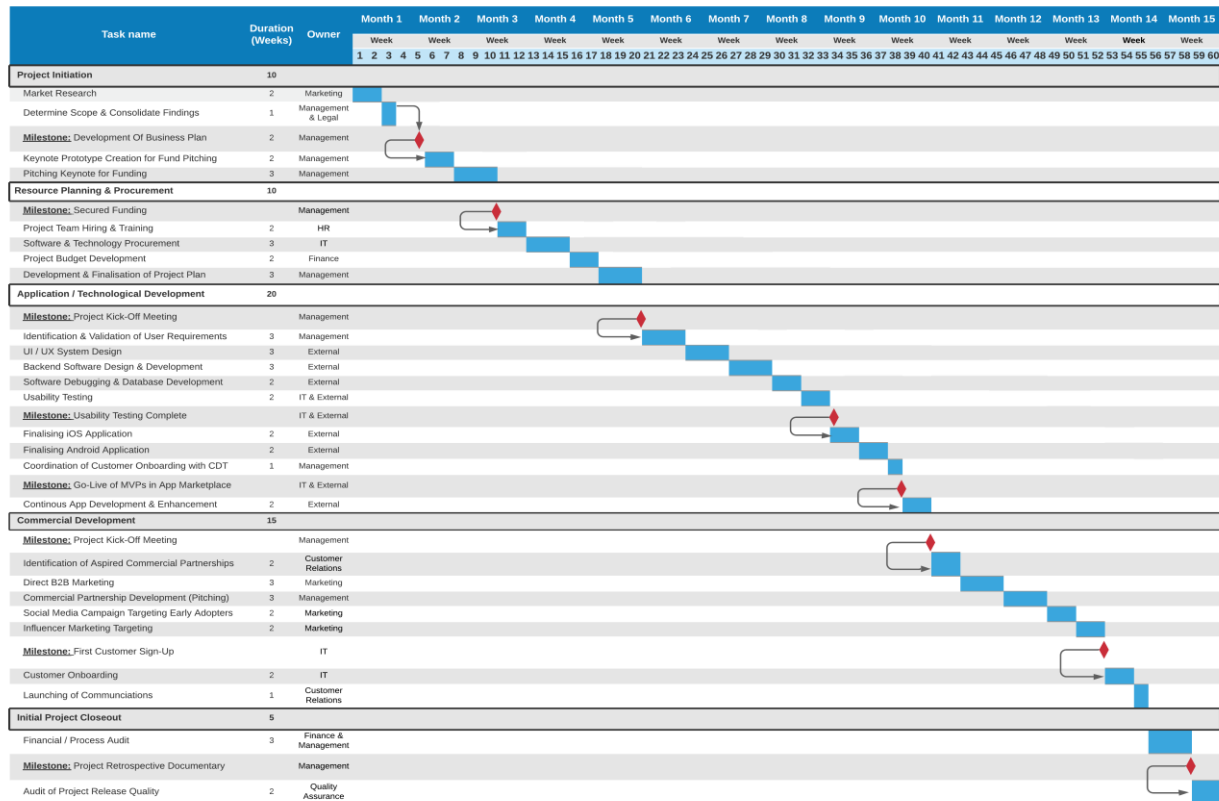 Task name Duration (Weeks) Owner Month 1 Month 2 Month 3 Month 4 Month 5 Month 6 Month 7 Month 8 Month 9 Month 10 Month 11 Month 12 Month 13 Month 14 Month 15
Week Week Week Week Week Week Week Week Week Week Week Week Week Week Week
1 2 3 4 5 6 7 8 9 10 11 12 13 14 15 16 17 18 19 20 21 22 23 24 25 26 27 28 29 30 31 32 33 34 35 36 37 38 39 40 41 42 43 44 45 46 47 48 49 50 51 52 53 54 55 56 57 58 59 60
Project Initiation 10
Market Research 2 Marketing
Determine Scope & Consolidate Findings 1 Management & Legal
Milestone: Development Of Business Plan 2 Management
Keynote Prototype Creation for Fund Pitching 2 Management
Pitching Keynote for Funding 3 Management
Resource Planning & Procurement 10
Milestone: Secured Funding Management
Project Team Hiring & Training 2 HR
Software & Technology Procurement 3 IT
Project Budget Development 2 Finance
Development & Finalisation of Project Plan 3 Management
Application / Technological Development 20
Milestone: Project Kick-Off Meeting Management
Identification & Validation of User Requirements 3 Management
UI / UX System Design 3 External
Backend Software Design & Development 3 External
Software Debugging & Database Development 2 External
Usability Testing 2 IT & External
Milestone: Usability Testing Complete IT & External
Finalising iOS Application 2 External
Finalising Android Application 2 External
Coordination of Customer Onboarding with CDT 1 Management
Milestone: Go-Live of MVPs in App Marketplace IT & External
Continous App Development & Enhancement 2 External
Commercial Development 15
Milestone: Project Kick-Off Meeting Management
Identification of Aspired Commercial Partnerships 2 Customer Relations
Direct B2B Marketing 3 Marketing
Commercial Partnership Development (Pitching) 3 Management
Social Media Campaign Targeting Early Adopters 2 Marketing
Influencer Marketing Targeting 2 Marketing
Milestone: First Customer Sign-Up IT
Customer Onboarding 2 IT
Launching of Communciations 1 Customer Relations
Initial Project Closeout 5
Financial / Process Audit 3 Finance & Management
Milestone: Project Retrospective Documentary Management
Audit of Project Release Quality 2 Quality Assurance